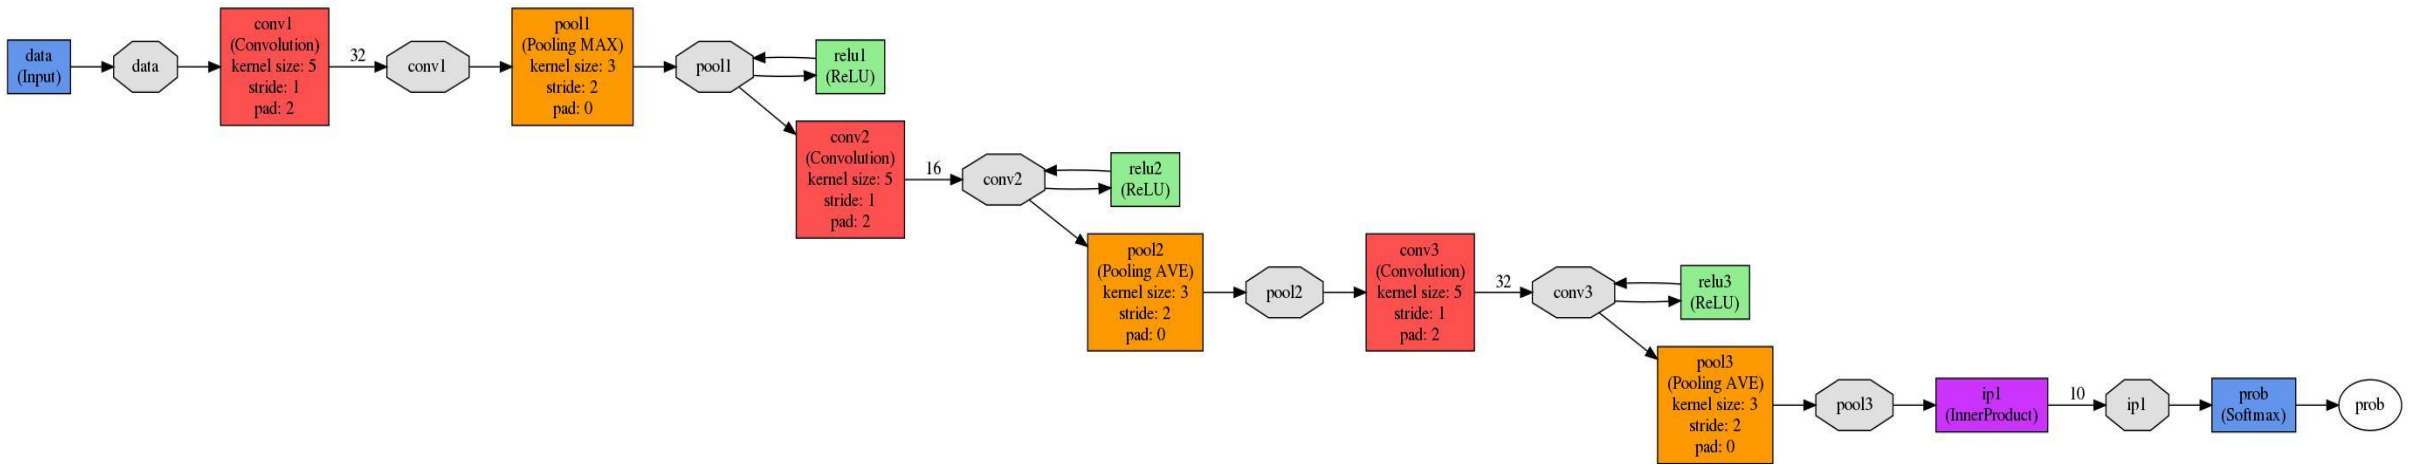 data
(Input)
data
conv1
(Convolution)
kernel size: 5
stride: 1
pad: 2
32
conv1
pool1
(Pooling MAX)
kernel size: 3
stride: 2
pad: 0
pool1
relu1
(ReLU)
conv2
(Convolution)
kernel size: 5
stride: 1
pad: 2
16
conv2
relu2
(ReLU)
pool2
(Pooling AVE)
kernel size: 3
stride: 2
pad: 0
pool2
conv3
(Convolution)
kernel size: 5
stride: 1
pad: 2
32
conv3
relu3
(ReLU)
pool3
(Pooling AVE)
kernel size: 3
stride: 2
pad: 0
pool3
ip1
(InnerProduct)
10
ip1
prob
(Softmax)
prob